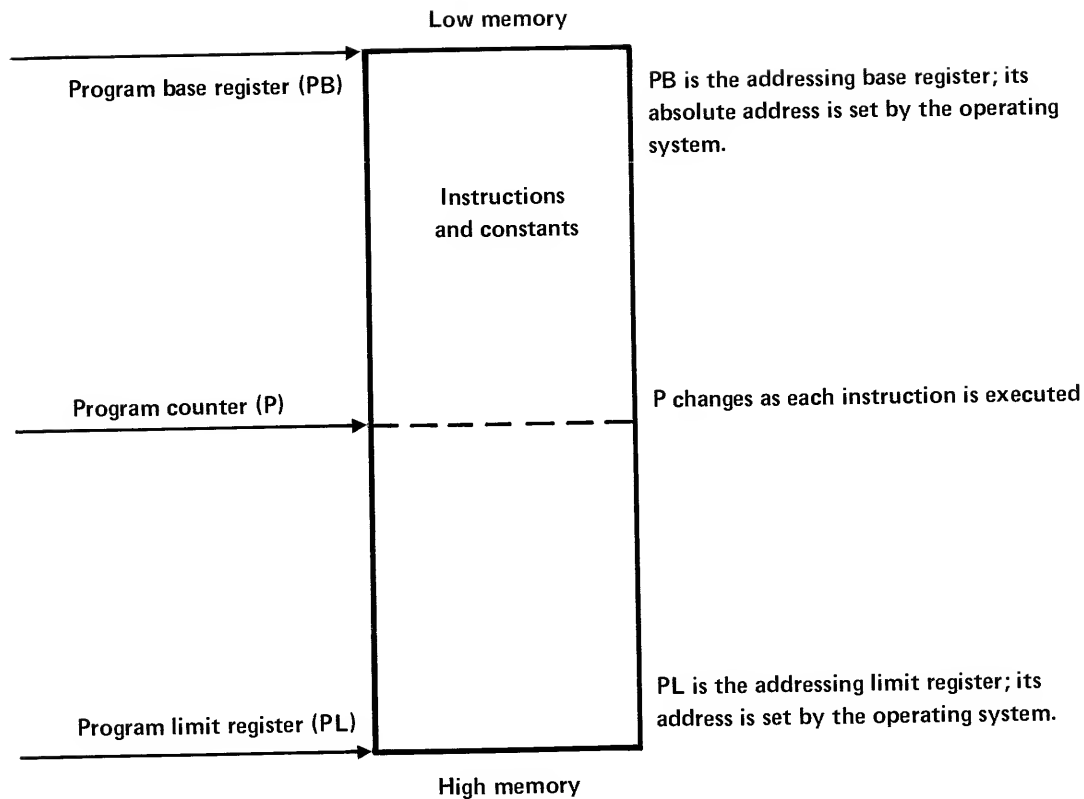 Low memory
Program base register (PB)
PB is the addressing base register; its
absolute address is set by the operating
system.
Instructions
and constants
Program counter (P)
P changes as each instruction is executed
Program limit register (PL)
PL is the addressing limit register; its
address is set by the operating system.
High memory